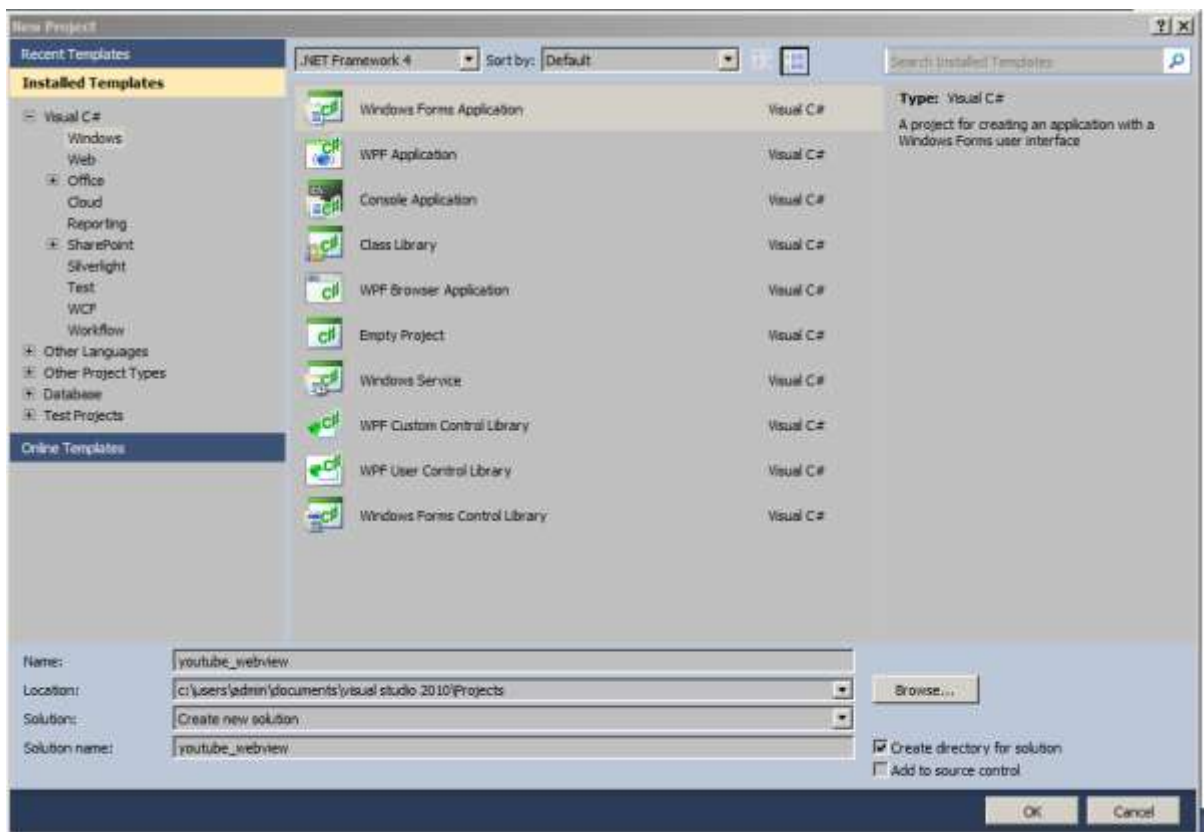 New Project
Recent Templates
Installed Templates
Visual C#
Windows
Web
Office
Cloud
Reporting
SharePoint
Silverlight
Test
WCF
Workflow
Other Languages
Other Project Types
Database
Test Projects
Online Templates
.NET Framework 4
Sort by: Default
Windows Forms Application Visual C#
WPF Application Visual C#
Console Application Visual C#
Class Library Visual C#
WPF Browser Application Visual C#
Empty Project Visual C#
Windows Service Visual C#
WPF Custom Control Library Visual C#
WPF User Control Library Visual C#
Windows Forms Control Library Visual C#
Search Installed Templates
Type: Visual C#
A project for creating an application with a
Windows Forms user interface
Name: youtube_webview
Location: c:\users\admin\documents\visual studio 2010\Projects
Browse...
Solution: Create new solution
Solution name: youtube_webview
Create directory for solution
Add to source control
OK
Cancel